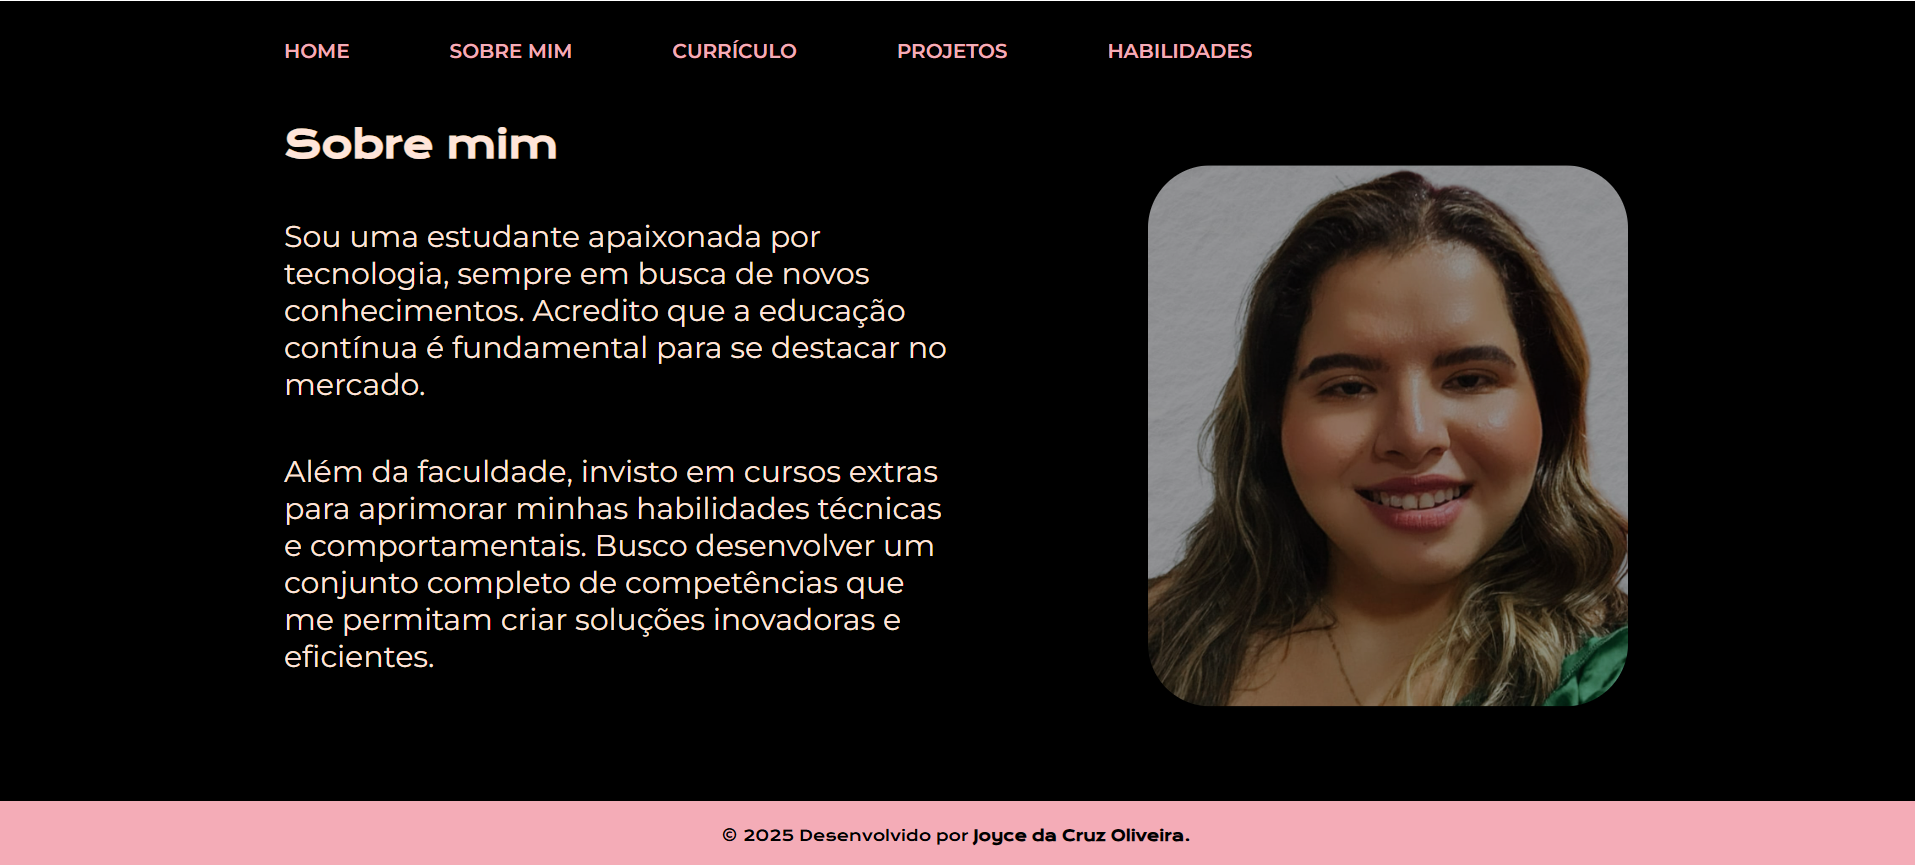 HOME SOBRE MIM CURRÍCULO PROJETOS HABILIDADES
Sobre mim
Sou uma estudante apaixonada por
tecnologia, sempre em busca de novos
conhecimentos. Acredito que a educação
contínua é fundamental para se destacar no
mercado.
Além da faculdade, invisto em cursos extras
para aprimorar minhas habilidades técnicas
e comportamentais. Busco desenvolver um
conjunto completo de competências que
me permitam criar soluções inovadoras e
eficientes.
© 2025 Desenvolvido por Joyce da Cruz Oliveira.